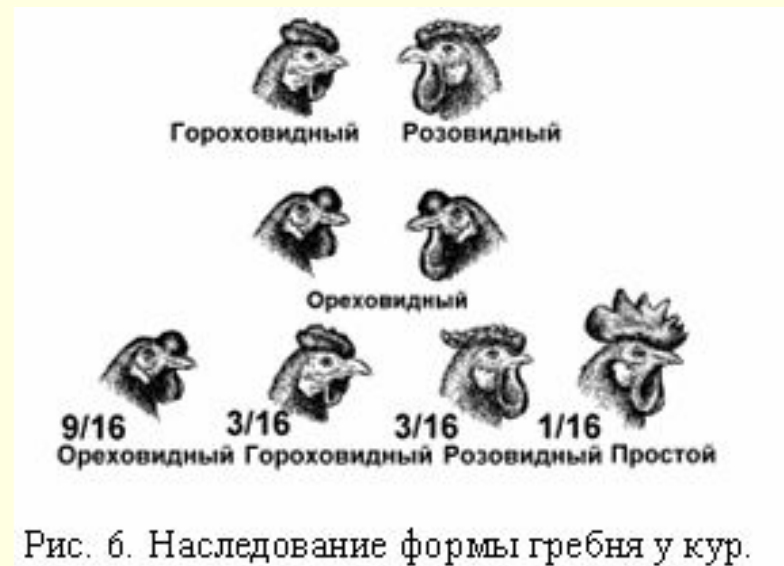 Гороховидный Розовидный
Ореховидный
9/16 3/16 3/16 1/16
Ореховидный Гороховидный Розовидный Простой
Рис. 6. Наследование формы гребня у кур.